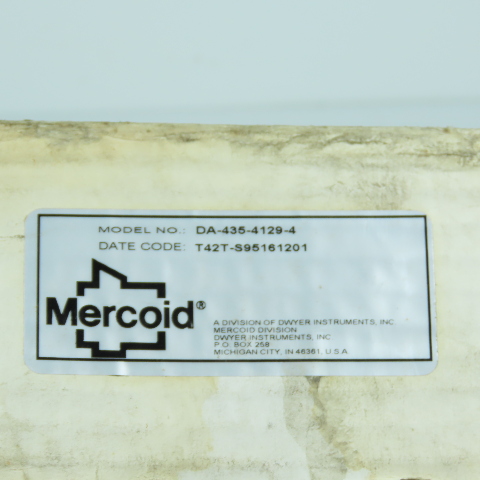 MODEL NO.: DA-435-4129-4
DATE CODE: T42T-S95161201
Mercoid®
A DIVISION OF DWYER INSTRUMENTS, INC.
MERCOID DIVISION
DWYER INSTRUMENTS, INC.
P.O. BOX 258
MICHIGAN CITY, IN 46361, U.S.A